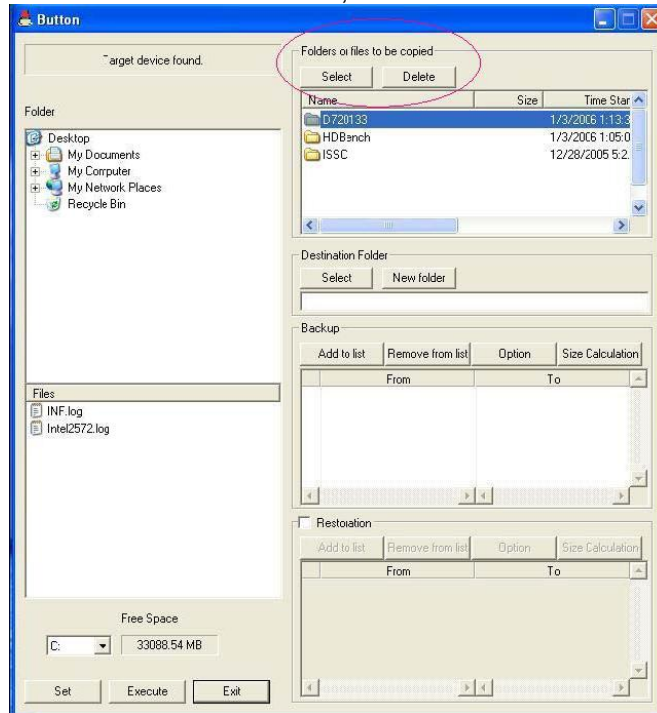 Button
Target device found.
Folder
Desktop
My Documents
My Computer
My Network Places
Recycle Bin
Files
INF.log
Intel2572.log
Free Space
C:
33088.54 MB
Set Execute Exit
Folders or files to be copied
Select Delete
Name Size Time Star
D720133 1/3/2006 1:13:3
HDBench 1/3/2006 1:05:0
ISSC 12/28/2005 5:2.
Destination Folder
Select New folder
Backup
Add to list Remove from list Option Size Calculation
From To
Restoration
Add to list Remove from list Option Size Calculation
From To